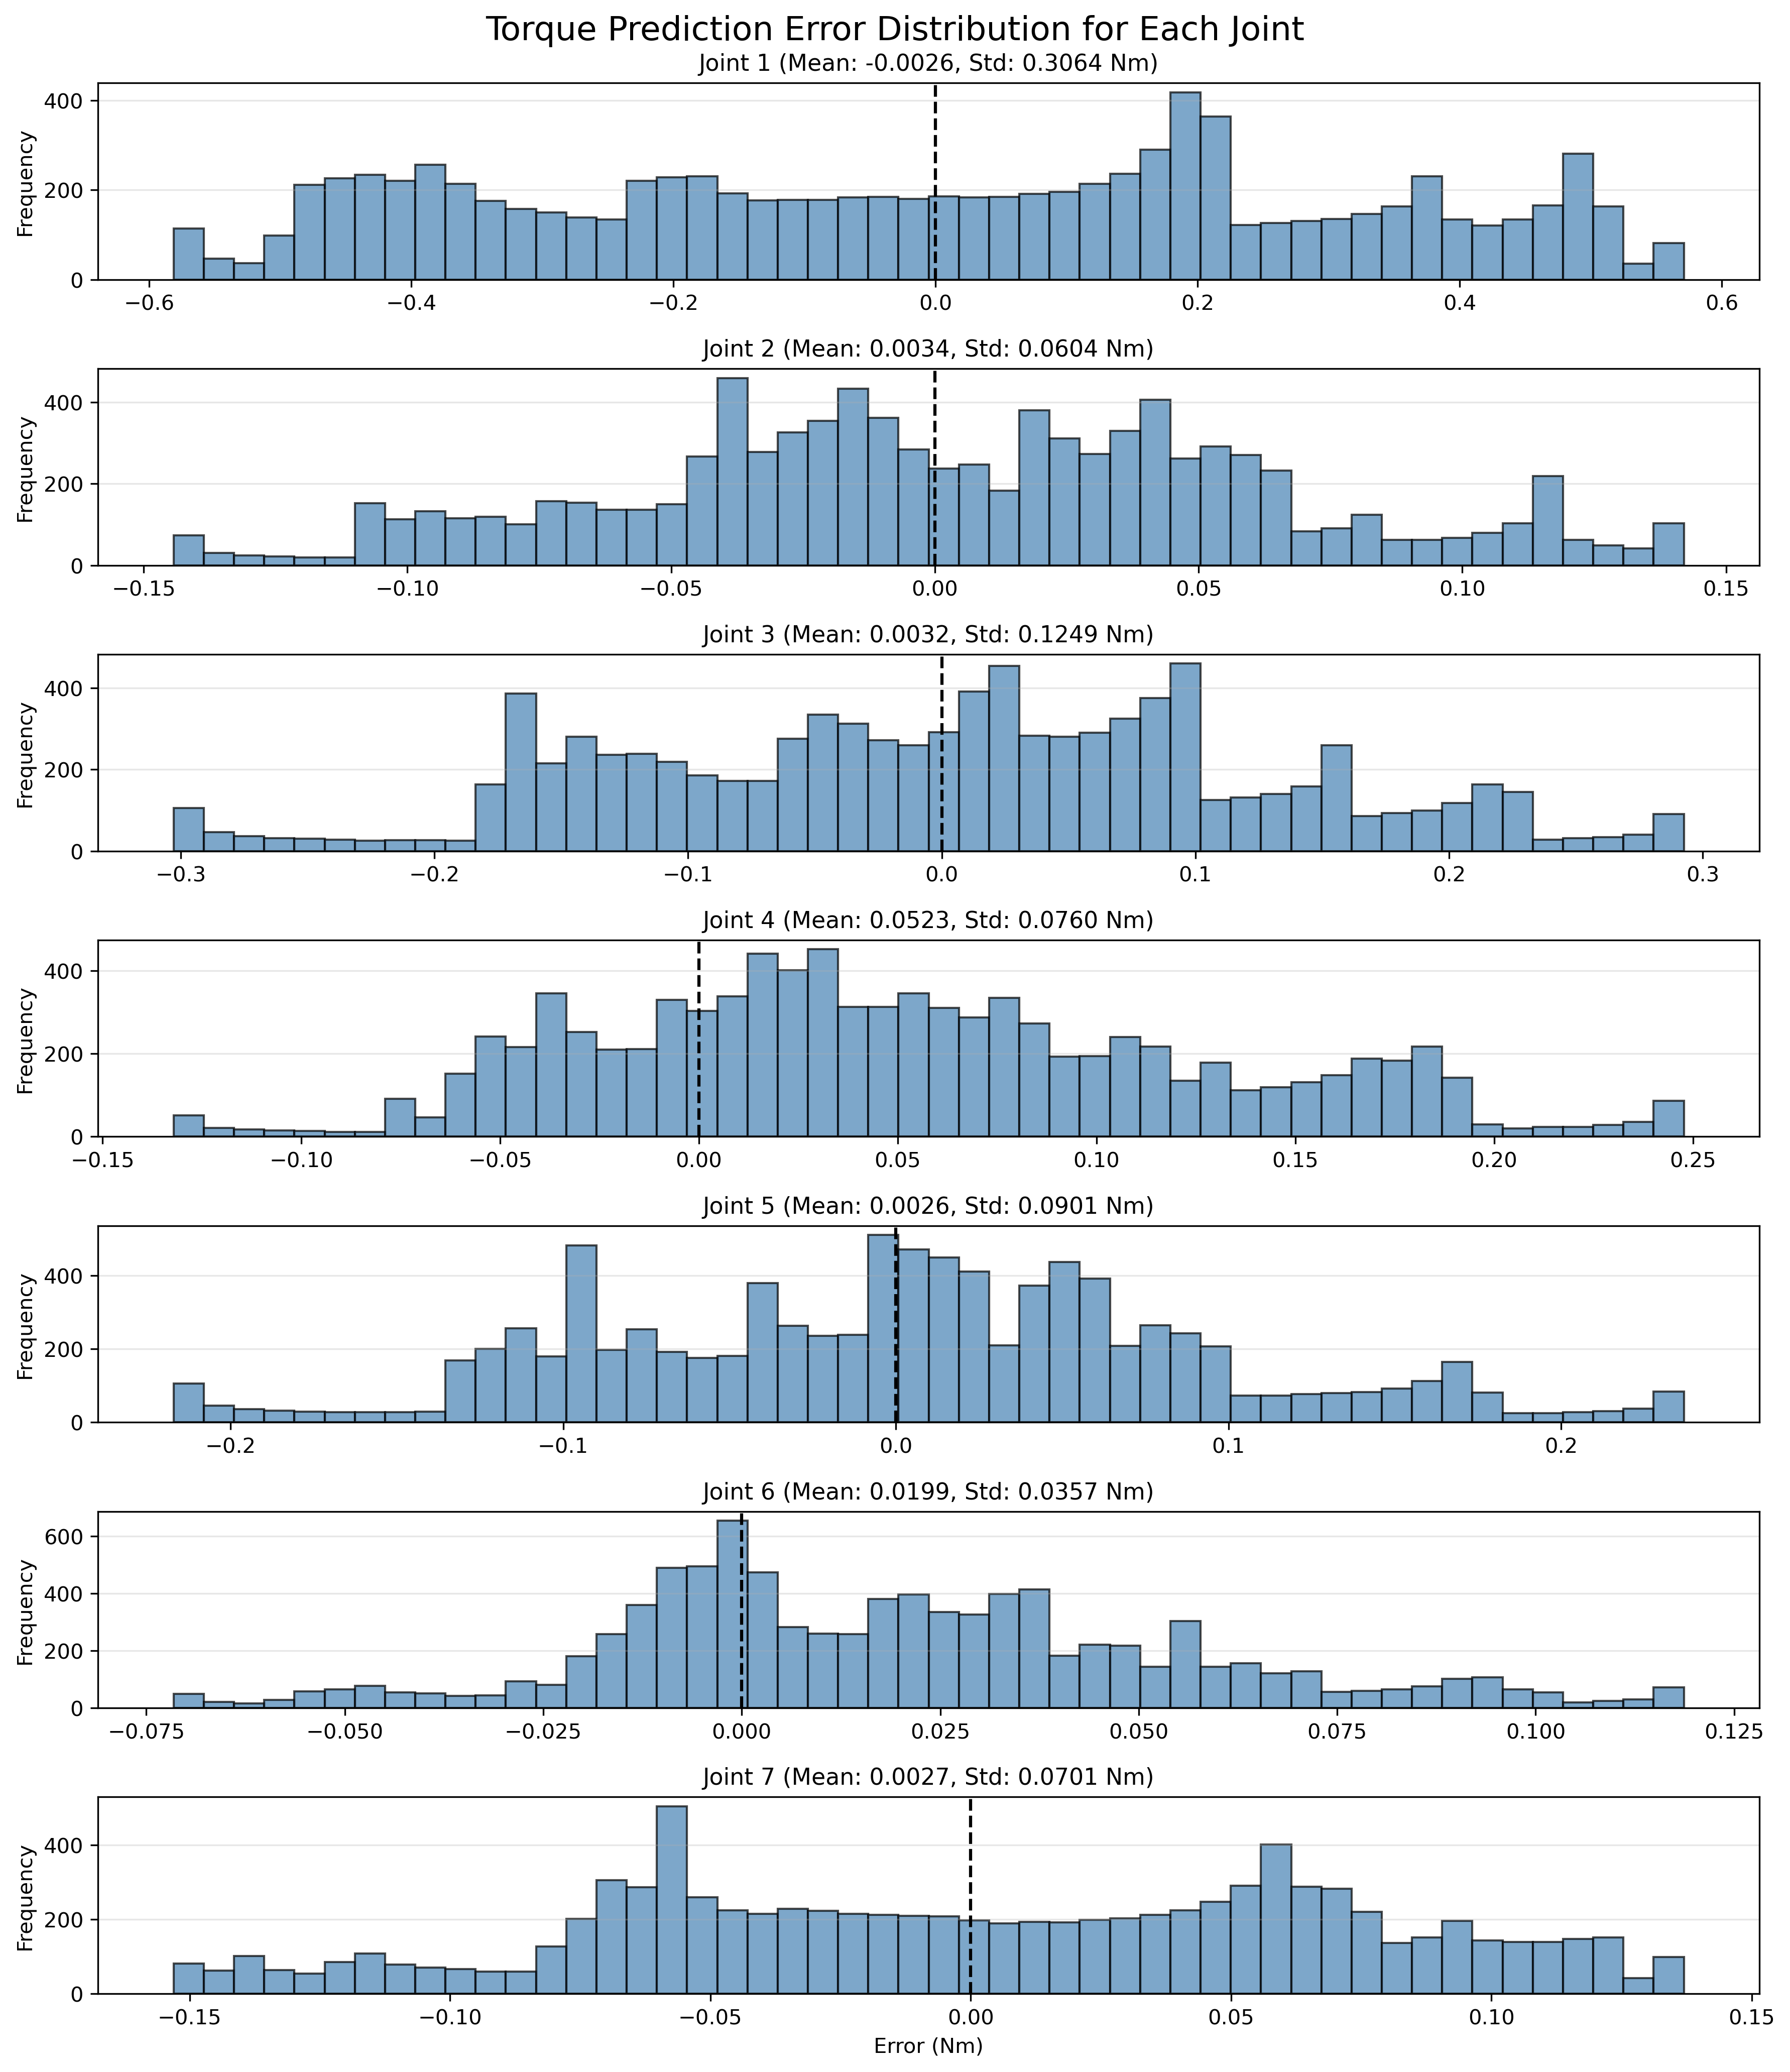 Torque Prediction Error Distribution for Each Joint
Joint 1 (Mean: -0.0026, Std: 0.3064 Nm)
Frequency
400
200
0
−0.6 −0.4 −0.2 0.0 0.2 0.4 0.6
Joint 2 (Mean: 0.0034, Std: 0.0604 Nm)
Frequency
400
200
0
−0.15 −0.10 −0.05 0.00 0.05 0.10 0.15
Joint 3 (Mean: 0.0032, Std: 0.1249 Nm)
Frequency
400
200
0
−0.3 −0.2 −0.1 0.0 0.1 0.2 0.3
Joint 4 (Mean: 0.0523, Std: 0.0760 Nm)
Frequency
400
200
0
−0.15 −0.10 −0.05 0.00 0.05 0.10 0.15 0.20 0.25
Joint 5 (Mean: 0.0026, Std: 0.0901 Nm)
Frequency
400
200
0
−0.2 −0.1 0.0 0.1 0.2
Joint 6 (Mean: 0.0199, Std: 0.0357 Nm)
Frequency
600
400
200
0
−0.075 −0.050 −0.025 0.000 0.025 0.050 0.075 0.100 0.125
Joint 7 (Mean: 0.0027, Std: 0.0701 Nm)
Frequency
400
200
0
−0.15 −0.10 −0.05 0.00 0.05 0.10 0.15
Error (Nm)